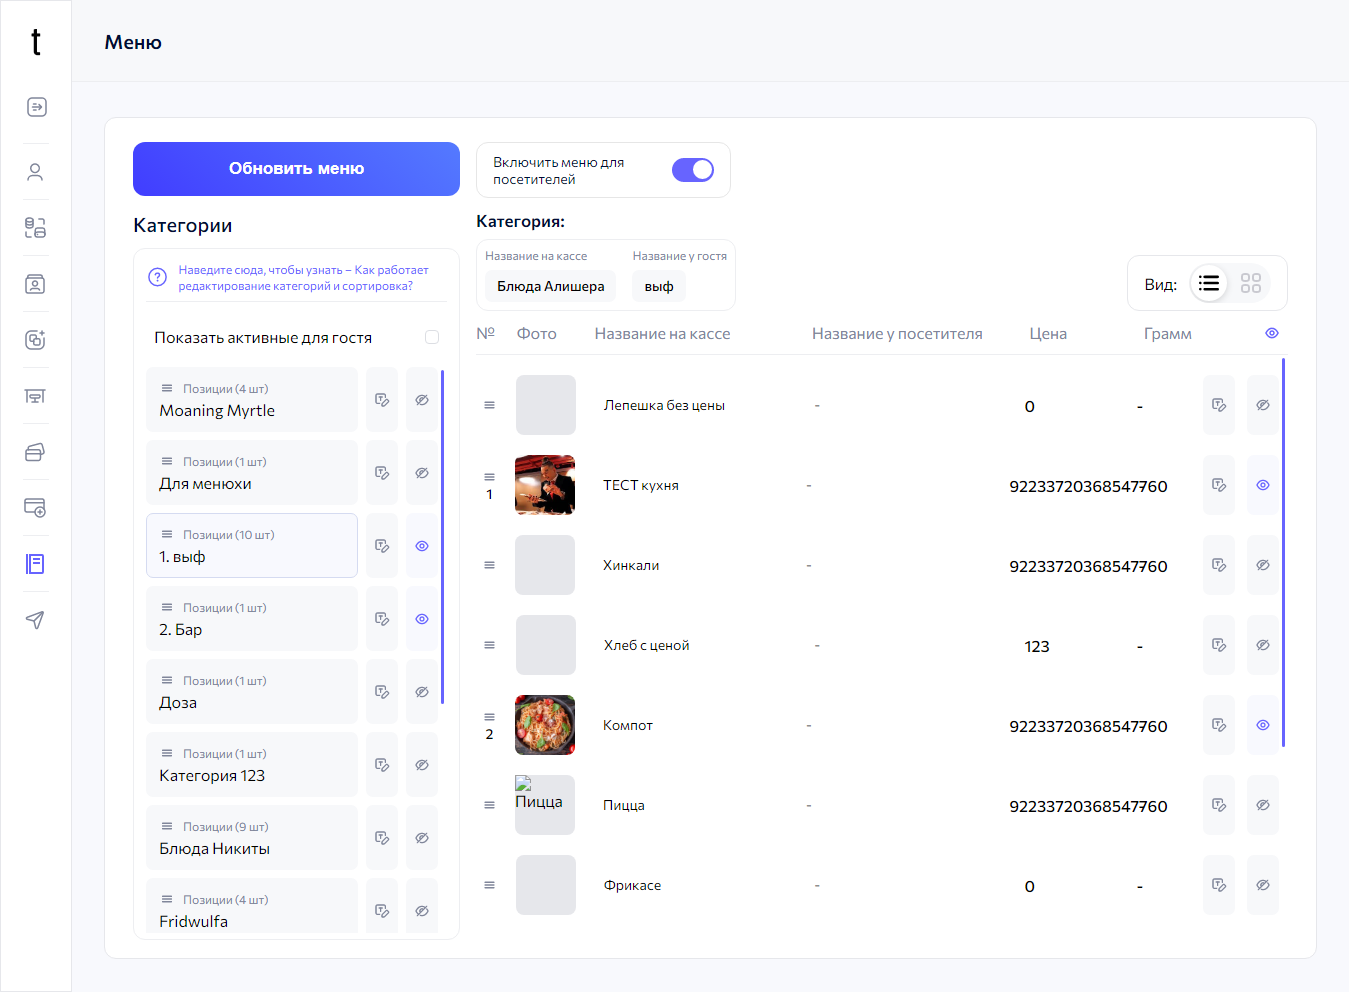 t
Меню
Обновить меню
Включить меню для
посетителей
Категории
Наведите сюда, чтобы узнать – Как работает
редактирование категорий и сортировка?
Показать активные для гостя
Позиции (4 шт)
Moaning Myrtle
Позиции (1 шт)
Для менюхи
Позиции (10 шт)
1. выф
Позиции (1 шт)
2. Бар
Позиции (1 шт)
Доза
Позиции (1 шт)
Категория 123
Позиции (9 шт)
Блюда Никиты
Позиции (4 шт)
Fridwulfa
Категория:
Название на кассе Название у гостя
Блюда Алишера выф
Вид:
№ Фото Название на кассе Название у посетителя Цена Грамм
Лепешка без цены - 0 -
1 ТЕСТ кухня - 9223372036854776 -
Хинкали - 9223372036854776 -
Хлеб с ценой - 123 -
2 Компот - 9223372036854776 -
Пицца Пицца - 9223372036854776 -
Фрикасе - 0 -